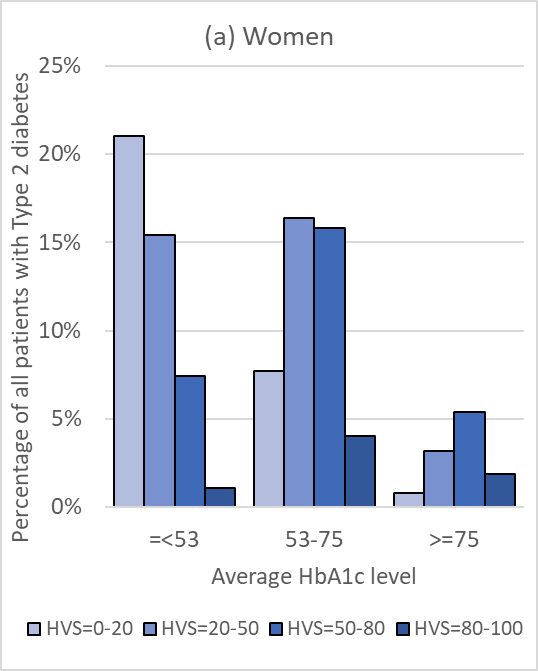 (a) Women
25%
20%
15%
10%
5%
0%
Percentage of all patients with Type 2 diabetes
=<53 53-75 >=75
Average HbA1c level
HVS=0-20 HVS=20-50 HVS=50-80 HVS=80-100